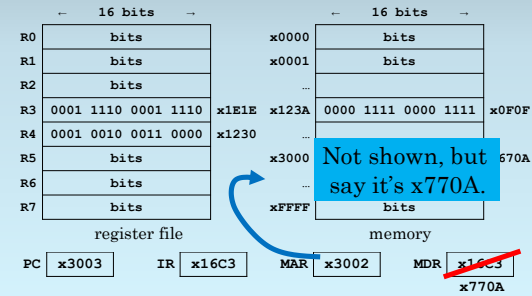 ← 16 bits → ← 16 bits →
R0 bits x0000 bits
R1 bits x0001 bits
R2 bits …
R3 0001 1110 0001 1110 x1E1E x123A 0000 1111 0000 1111 x0F0F
R4 0001 0010 0011 0000 x1230 …
R5 bits x3000 Not shown, but 670A
R6 bits … say it's x770A.
R7 bits xFFFF bits
register file memory
PC x3003 IR x16C3 MAR x3002 MDR x16C3
x770A